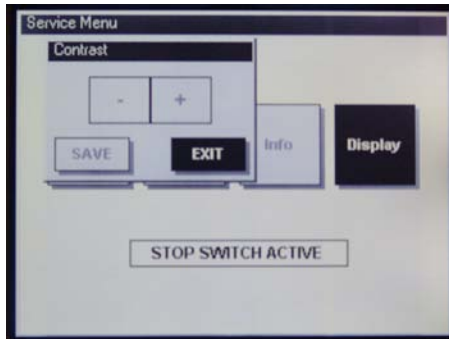 Service Menu
Contrast
- +
SAVE EXIT Info Display
STOP SWITCH ACTIVE